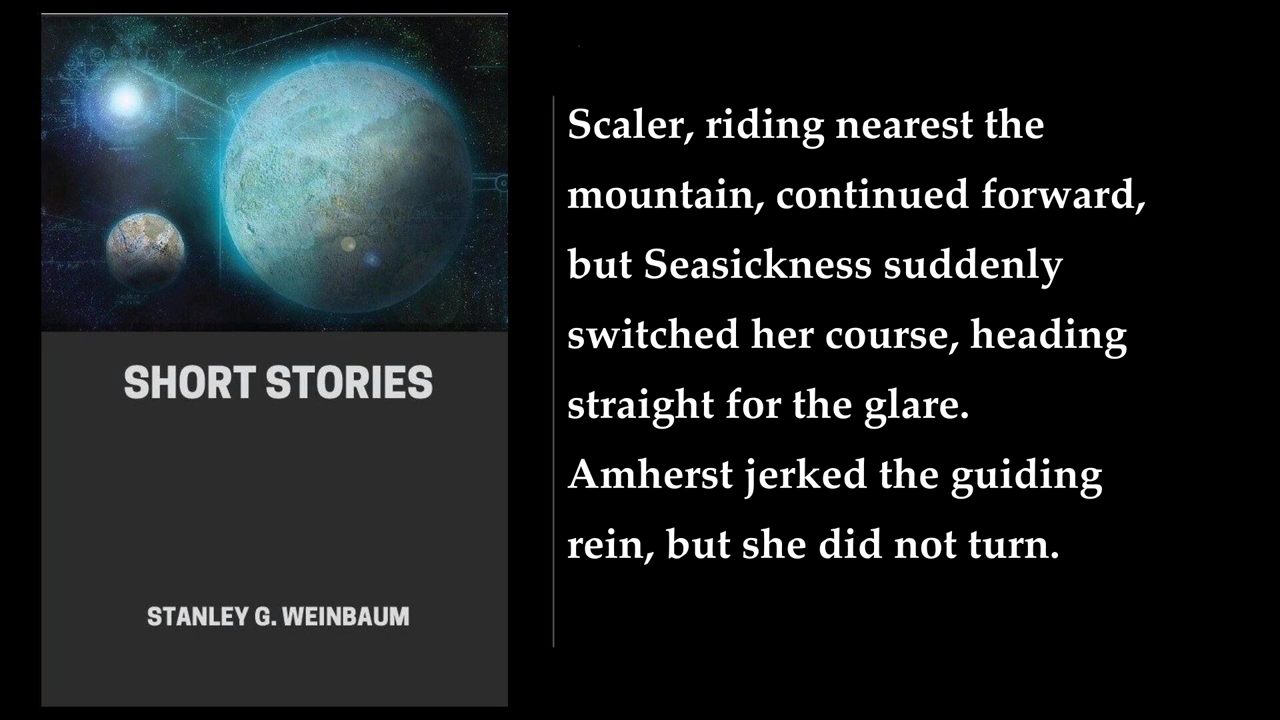 SHORT STORIES
STANLEY G. WEINBAUM
Scaler, riding nearest the
mountain, continued forward,
but Seasickness suddenly
switched her course, heading
straight for the glare.
Amherst jerked the guiding
rein, but she did not turn.